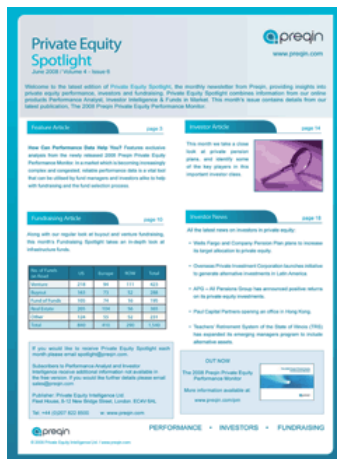 preqin
www.preqin.com
Private Equity
Spotlight
June 2008 / Volume 4 - Issue 6
Welcome to the latest edition of Private Equity Spotlight, the monthly newsletter from Preqin, providing insights into
private equity performance, investors and fundraising. Private Equity Spotlight combines information from our online
products Performance Analyst, Investor Intelligence & Funds in Market. This month's issue contains details from our
latest publication, The 2008 Preqin Private Equity Performance Monitor.
Feature Article page 3
How Can Performance Data Help You? Features exclusive
analysis from the newly released 2008 Preqin Private Equity
Performance Monitor. In a market which is becoming increasingly
complex and congested, reliable performance data is a vital tool
that can be utilised by fund managers and investors alike to help
with fundraising and the fund selection process.
Investor Article page 14
This month we take a close
look at private pension
plans, and identify some
of the key players in this
important investor class.
Fundraising Article page 10
Along with our regular look at buyout and venture fundraising,
this month's Fundraising Spotlight takes an in-depth look at
infrastructure funds.
No. of Funds
on Road US Europe ROW Total
Venture
Buyout
Fund of Funds
Real Estate
Other
Total
Investor News page 18
All the latest news on investors in private equity:
• Wells Fargo and Company Pension Plan plans to increase
its target allocation to private equity.
• Overseas Private Investment Corporation launches initiative
to generate alternative investments in Latin America
• APG – All Pensions Group has announced positive returns
on its private equity investments.
• Paul Capital Partners opening an office in Hong Kong.
• Teachers' Retirement System of the State of Illinois (TRS)
has expanded its emerging managers program to include
alternative assets.
If you would like to receive Private Equity Spotlight each
month please email spotlight@preqin.com.
Subscribers to Performance Analyst and Investor
Intelligence receive additional information not available in
the free version. If you would like further details please email
sales@preqin.com
Publisher: Private Equity Intelligence Ltd.
Fleet House, 8-12 New Bridge Street, London. EC4V 6AL
w: www.preqin.com
OUT NOW
The 2008 Preqin Private Equity
Performance Monitor
More information available at:
www.preqin.com/pm
preqin
PERFORMANCE • INVESTORS • FUNDRAISING
© 2008 Private Equity Intelligence Ltd. / www.preqin.com